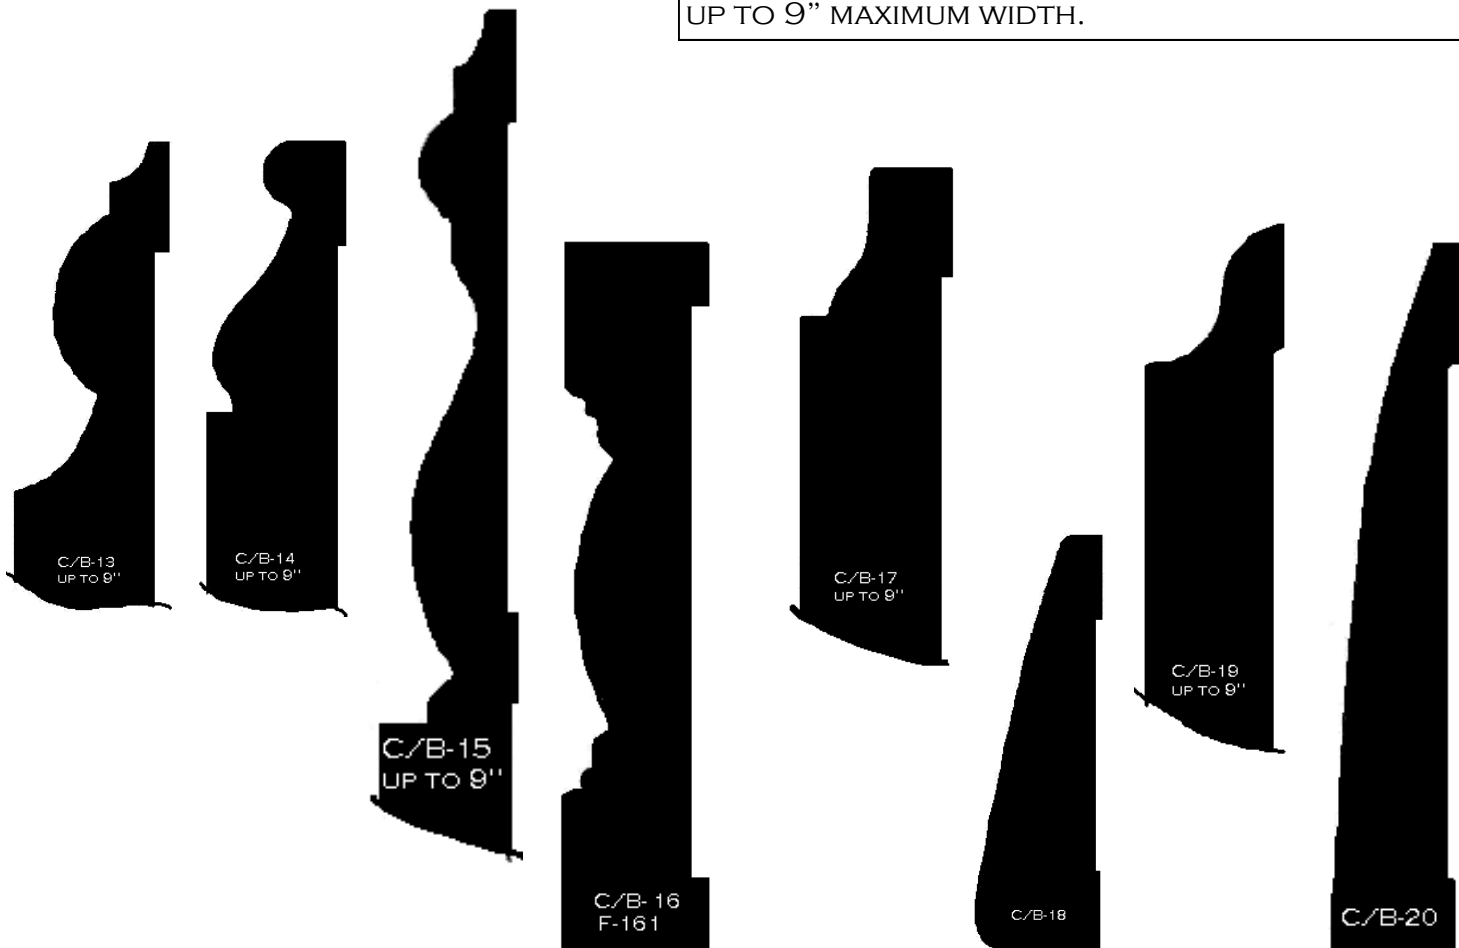 UP TO 9” MAXIMUM WIDTH.
C/B-13
UP TO 9"
C/B-14
UP TO 9"
C/B-15
UP TO 9"
C/B- 16
F-161
C/B-17
UP TO 9"
C/B-18
C/B-19
UP TO 9"
C/B-20